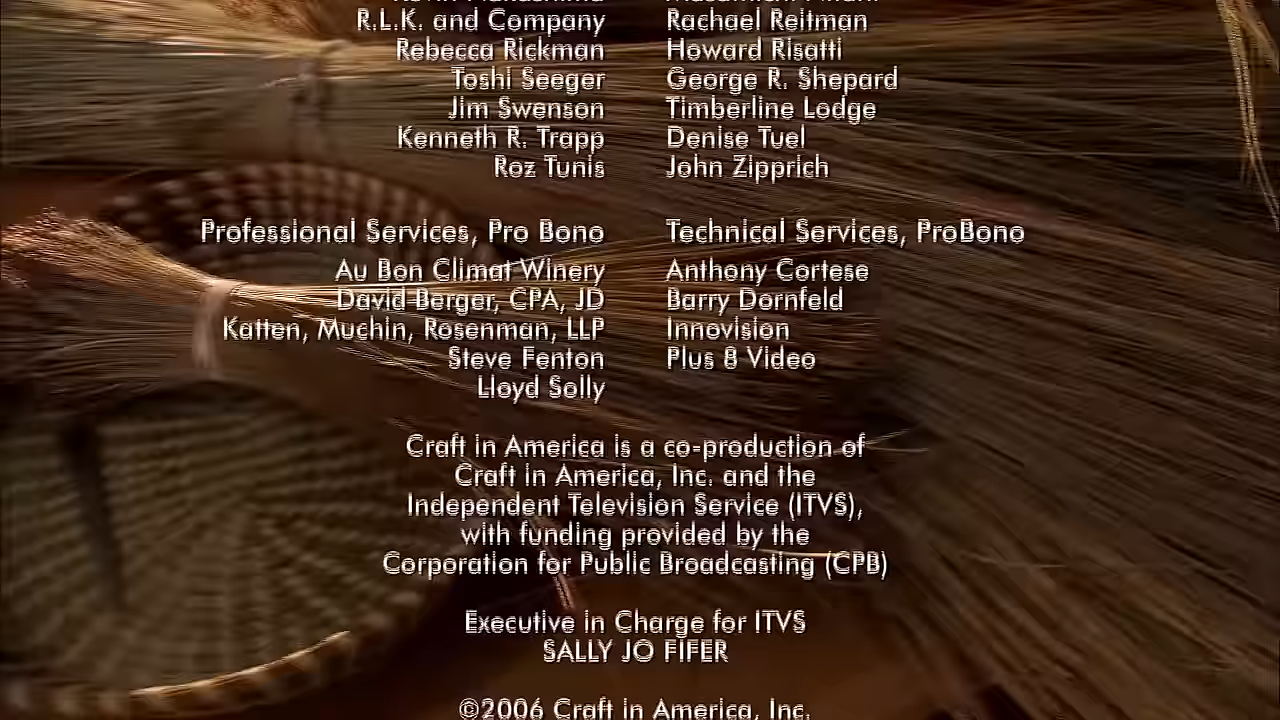 R.L.K. and Company Rachael Reitman
Rebecca Rickman Howard Risatti
Toshi Seeger George R. Shepard
Jim Swenson Timberline Lodge
Kenneth R. Trapp Denise Tuel
Roz Tunis John Zipprich
Professional Services, Pro Bono Technical Services, ProBono
Au Bon Climat Winery Anthony Cortese
David Berger, CPA, JD Barry Dornfeld
Katten, Muchin, Rosenman, LLP Innovision
Steve Fenton Plus 8 Video
Lloyd Solly
Craft in America is a co-production of
Craft in America, Inc. and the
Independent Television Service (ITVS),
with funding provided by the
Corporation for Public Broadcasting (CPB)
Executive in Charge for ITVS
SALLY JO FIFER
©2006 Craft in America, Inc.